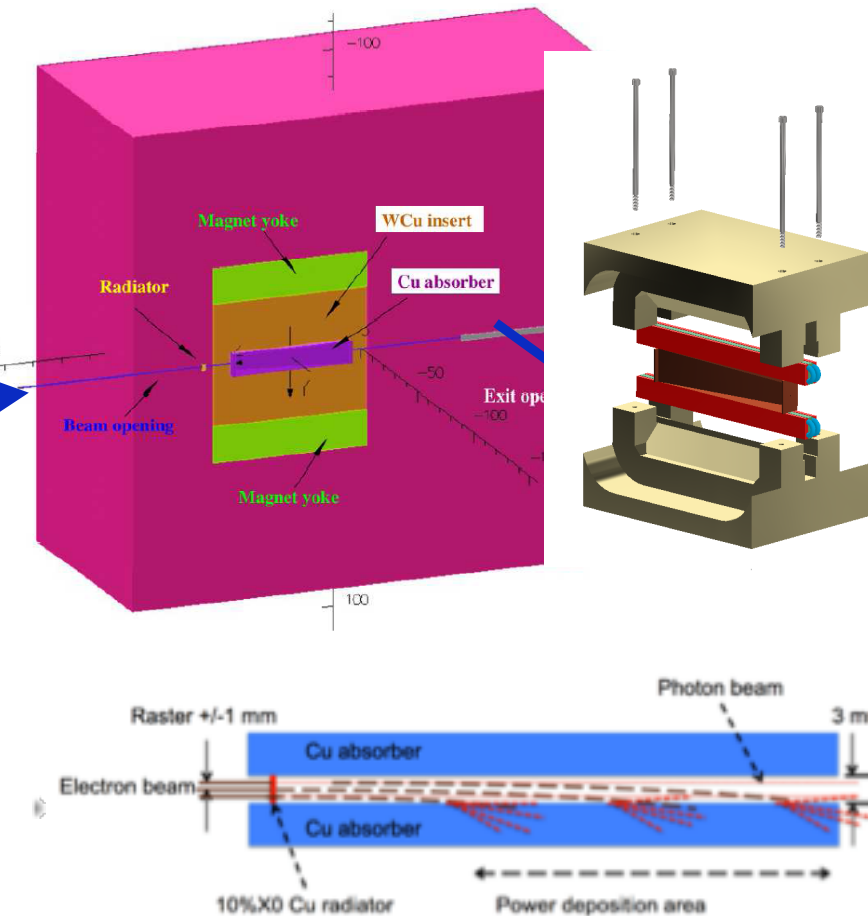 −100
Magnet yoke
WCu insert
Radiator
Cu absorber
−50
Exit ope
Beam opening
−100
Magnet yoke
100
Photon beam
Raster +/-1 mm
3 m
Cu absorber
Electron beam
Cu absorber
10%X0 Cu radiator
Power deposition area